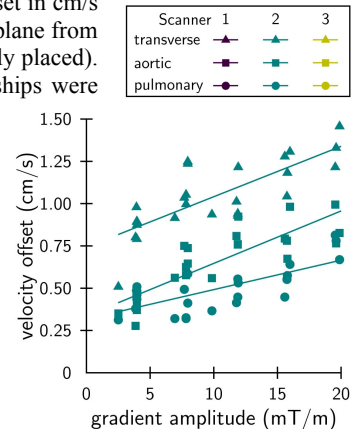 set in cm/s
plane from
ly placed).
ships were
Scanner 1 2 3
transverse
aortic
pulmonary
1.50
1.25
1.00
0.75
0.50
0.25
0
0 5 10 15 20
velocity offset (cm/s)
gradient amplitude (mT/m)